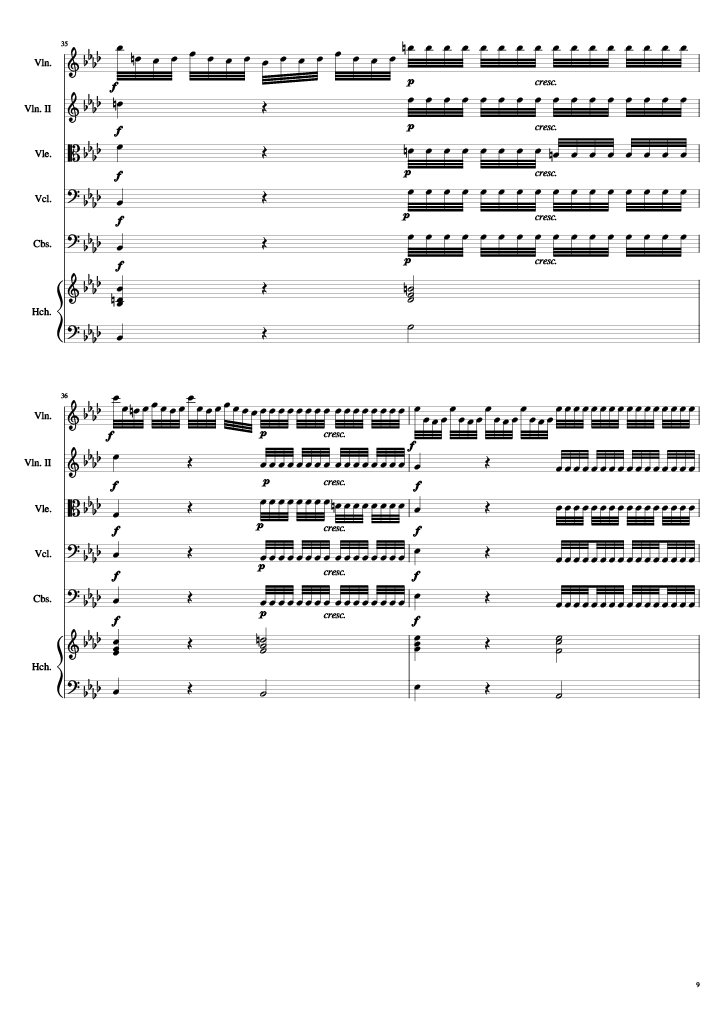 35
Vln.
f p cresc.
Vln. II
f p cresc.
Vle.
f p cresc.
Vcl.
f p cresc.
Cbs.
f p cresc.
Hch.
36
Vln.
f p cresc. f
Vln. II
f p cresc. f
Vle.
f p cresc. f
Vcl.
f p cresc. f
Cbs.
f p cresc. f
Hch.
9